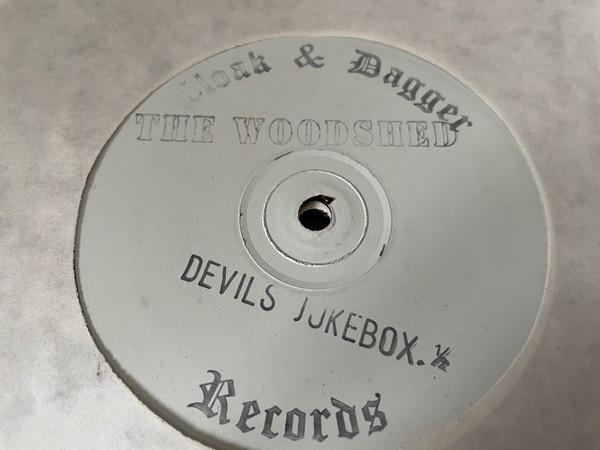 Cloak & Dagger
THE WOODSHED
DEVILS JUKEBOX. ½
Records